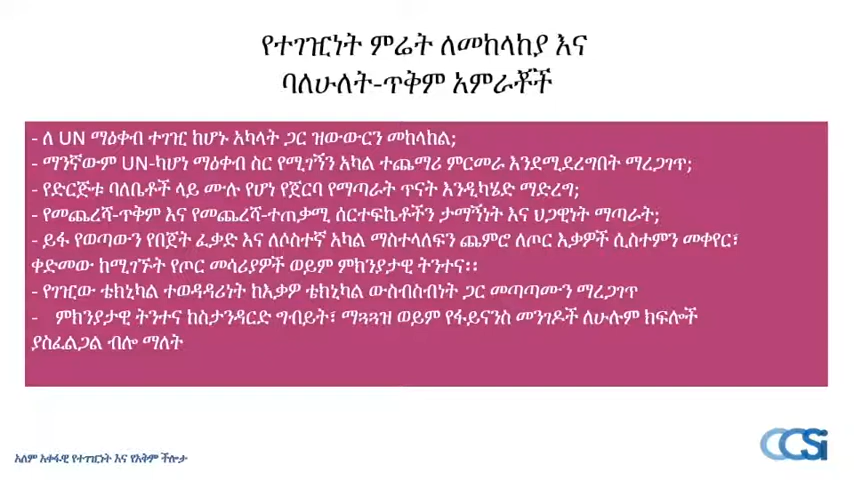 የተገዢነት ምሬት ለመከላከያ እና
ባለሁለት-ጥቅም አምራቾች
- ለ UN ማዕቀብ ተገዢ ከሆኑ አካላት ጋር ዝውውርን መከላከል;
- ማንኛውም UN-ካሆነ ማዕቀብ ስር የሚገኝን አካል ተጨማሪ ምርመራ እንደሚደረግበት ማረጋገጥ;
- የድርጅቱ ባለቤቶች ላይ ሙሉ የሆነ የጀርባ የማጣራት ጥናት እንዲካሄድ ማድረግ;
- የመጨረሻ-ጥቅም እና የመጨረሻ-ተጠቃሚ ሰርተፍኬቶችን ታማኝነት እና ህጋዊነት ማጣራት;
- ይፋ የወጣውን የበጀት ፈቃድ እና ለሶስተኛ አካል ማስተላለፍን ጨምሮ ለጦር እቃዎች ሲስተምን መቀየር፣
ቀድመው ከሚገኙት የጦር መሳሪያዎች ወይም ምክንያታዊ ትንተና፡፡
- የገዢው ቴክኒካል ተወዳዳሪነት ከእቃዎ ቴክኒካል ውስብስብነት ጋር መጣጣሙን ማረጋገጥ
- ምክንያታዊ ትንተና ከስታንዳርድ ግብይት፣ ማጓጓዝ ወይም የፋይናንስ መንገዶች ለሁሉም ክፍሎች
ያስፈልጋል ብሎ ማለት
አለም አቀፋዊ የተገዢነት እና የአቅም ችሎታ
CCSi